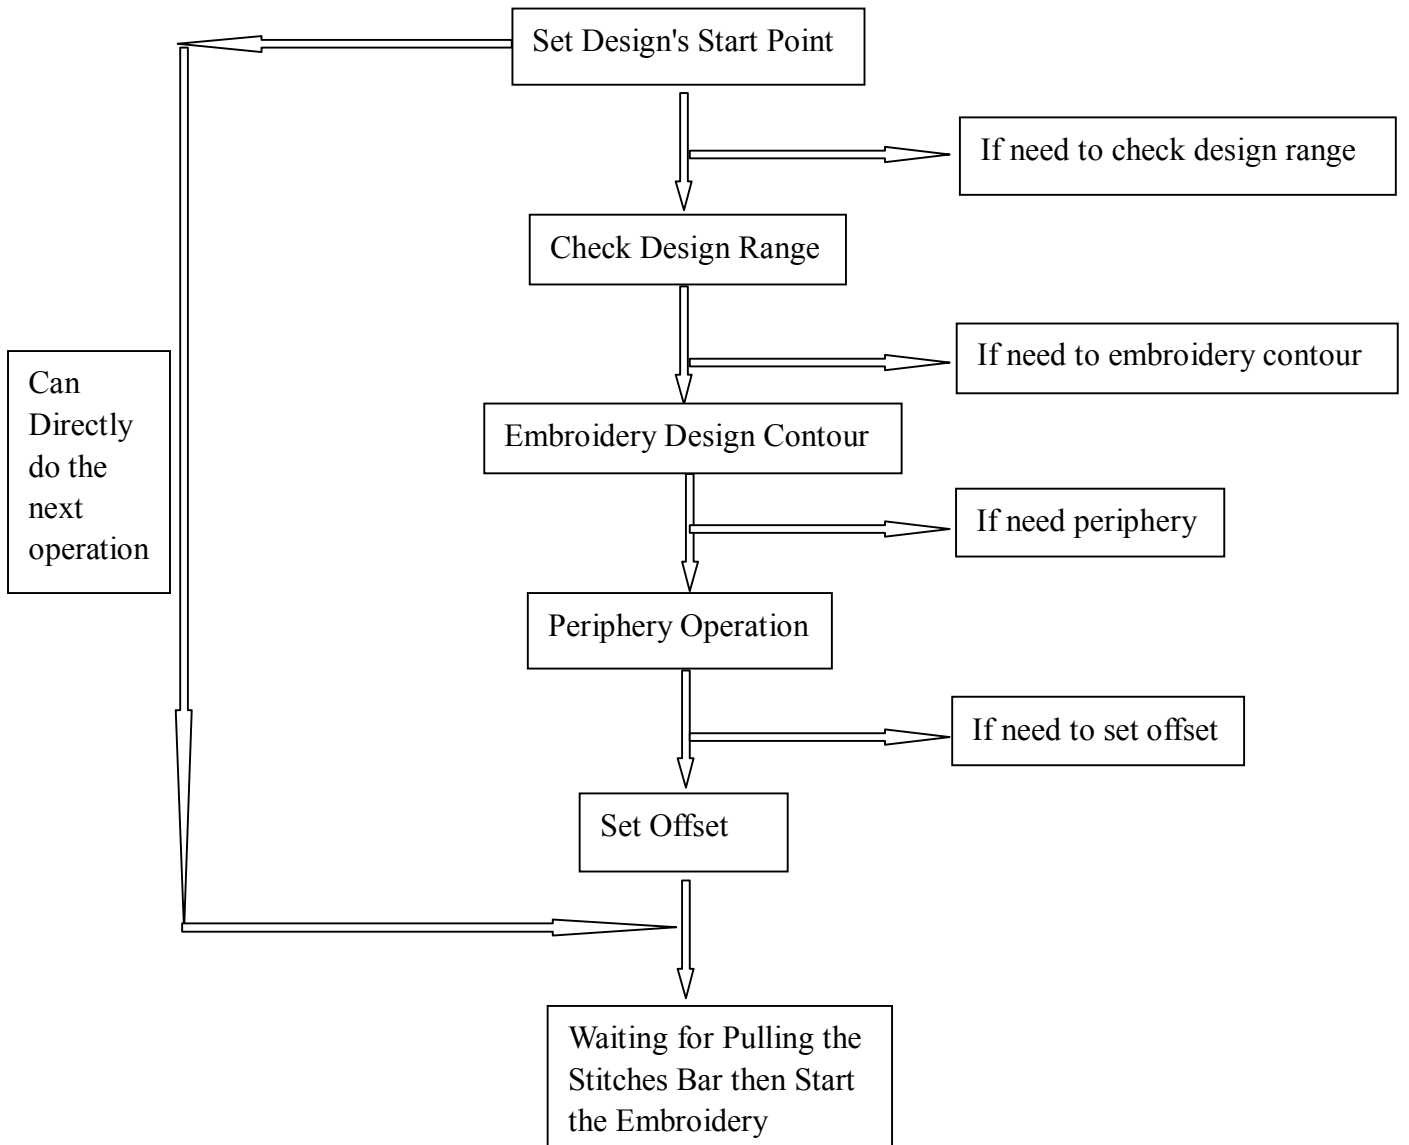 Set Design's Start Point
If need to check design range
Check Design Range
If need to embroidery contour
Can
Directly
do the
next
operation
Embroidery Design Contour
If need periphery
Periphery Operation
If need to set offset
Set Offset
Waiting for Pulling the
Stitches Bar then Start
the Embroidery